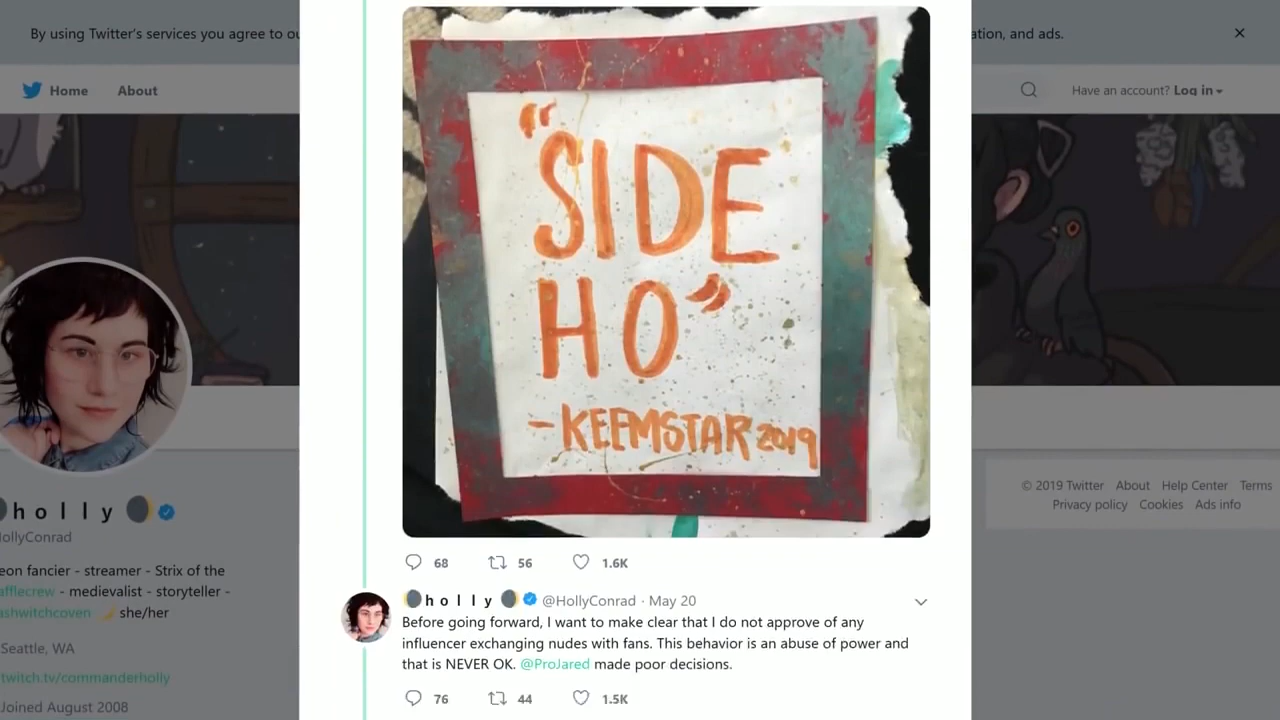 By using Twitter's services you agree to ou
ation, and ads.
Home
About
Have an account? Log in
"SIDE
HO"
-KEEMSTAR 2019
68
56
1.6K
h o l l y
@HollyConrad · May 20
Before going forward, I want to make clear that I do not approve of any
influencer exchanging nudes with fans. This behavior is an abuse of power and
that is NEVER OK. @ProJared made poor decisions.
76
44
1.5K
h o l l y
ollyConrad
eon fancier - streamer - Strix of the
afflecrew - medievalist - storyteller -
ashwitchcoven she/her
Seattle, WA
twitch.tv/commanderholly
Joined August 2008
© 2019 Twitter About Help Center Terms
Privacy policy Cookies Ads info